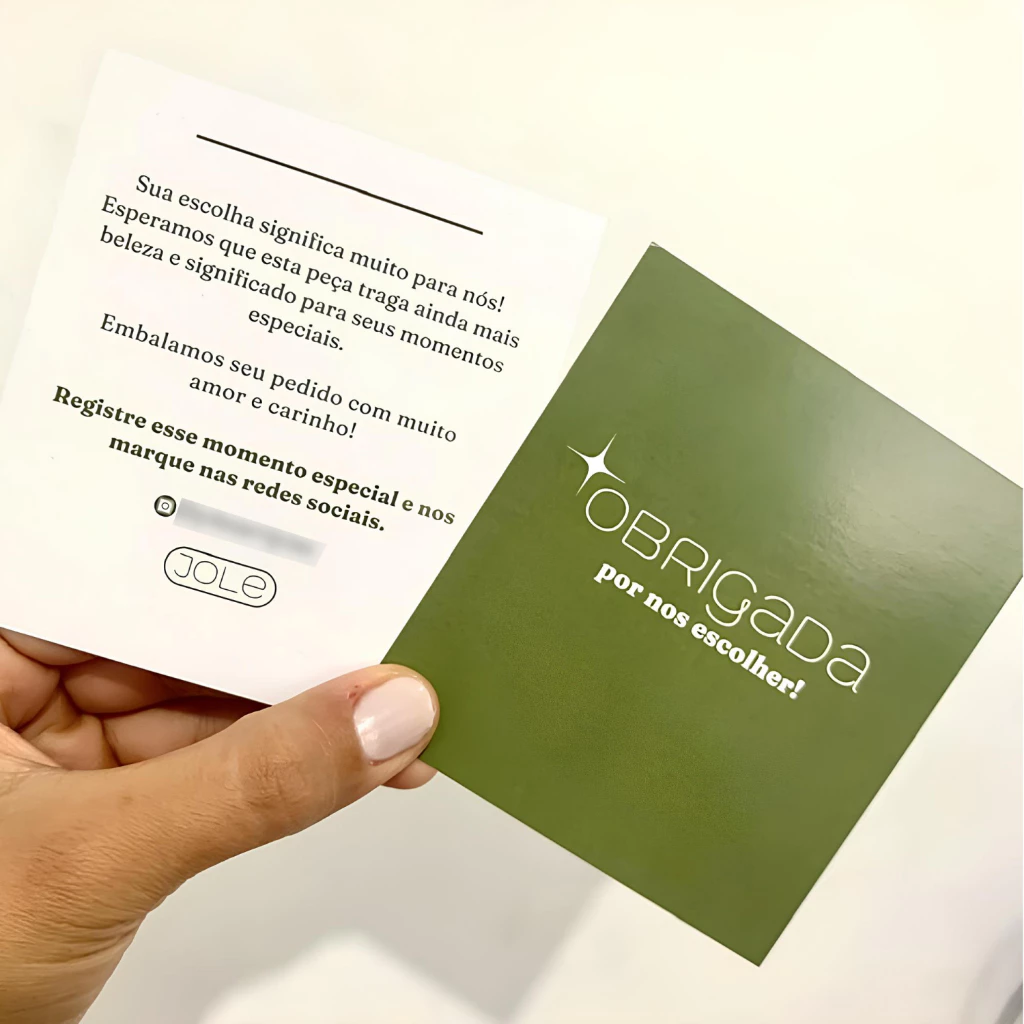 Sua escolha significa muito para nós!
Esperamos que esta peça traga ainda mais
beleza e significado para seus momentos
especiais.
Embalamos seu pedido com muito
amor e carinho!
Registre esse momento especial e nos
marque nas redes sociais.
JOLE
OBRIGADA
por nos escolher!